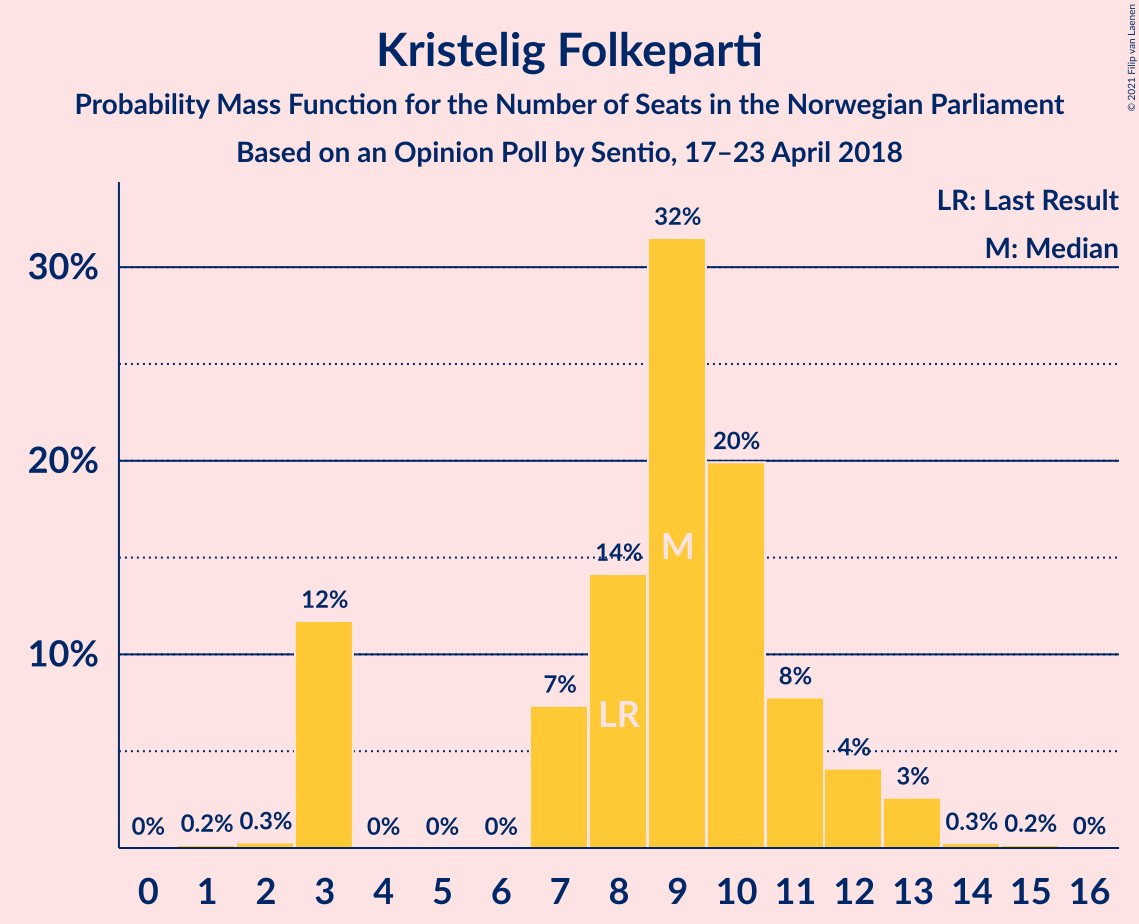 © 2021 Filip van Laenen
Kristelig Folkeparti
Probability Mass Function for the Number of Seats in the Norwegian Parliament
Based on an Opinion Poll by Sentio, 17–23 April 2018
LR: Last Result
M: Median
32%
30%
20%
20%
M
14%
12%
10%
8%
7%
LR
4%
3%
0% 0.2% 0.3% 0% 0% 0% 0.3% 0.2% 0%
0 1 2 3 4 5 6 7 8 9 10 11 12 13 14 15 16